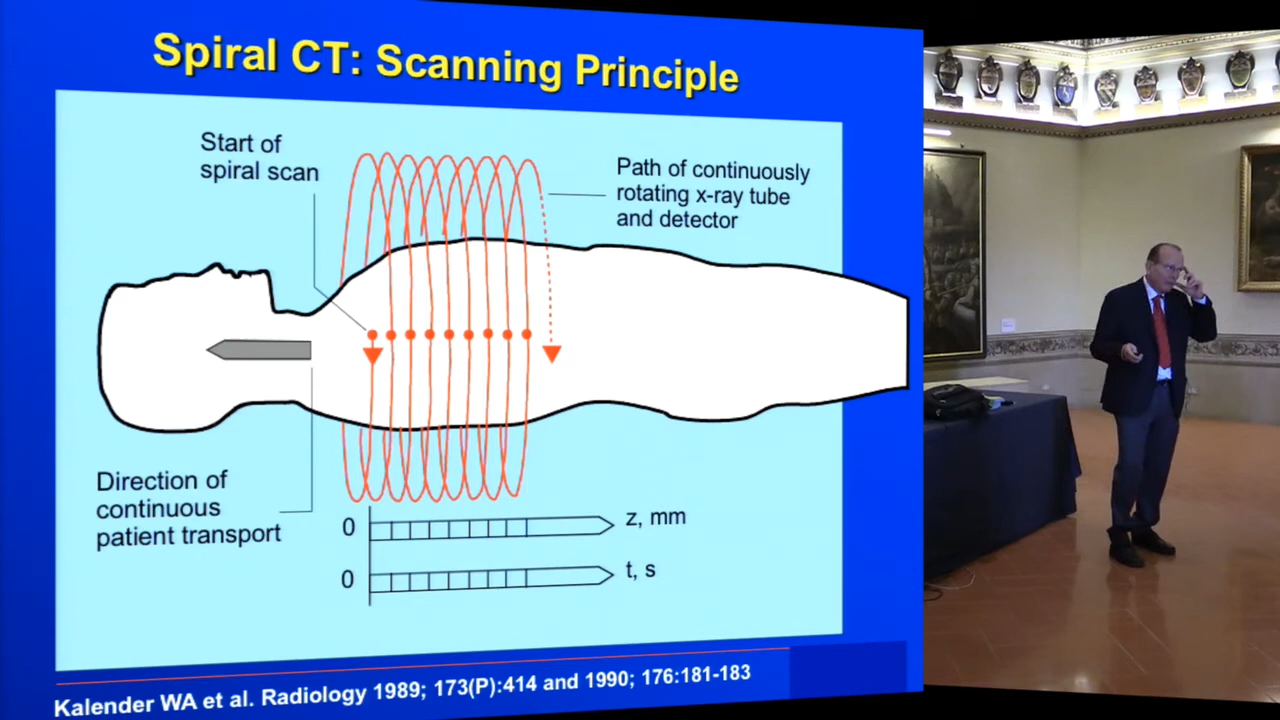 Spiral CT: Scanning Principle
Start of
spiral scan
Path of continuously
rotating x-ray tube
and detector
Direction of
continuous
patient transport
0
z, mm
0
t, s
Kalender WA et al. Radiology 1989; 173(P):414 and 1990; 176:181-183